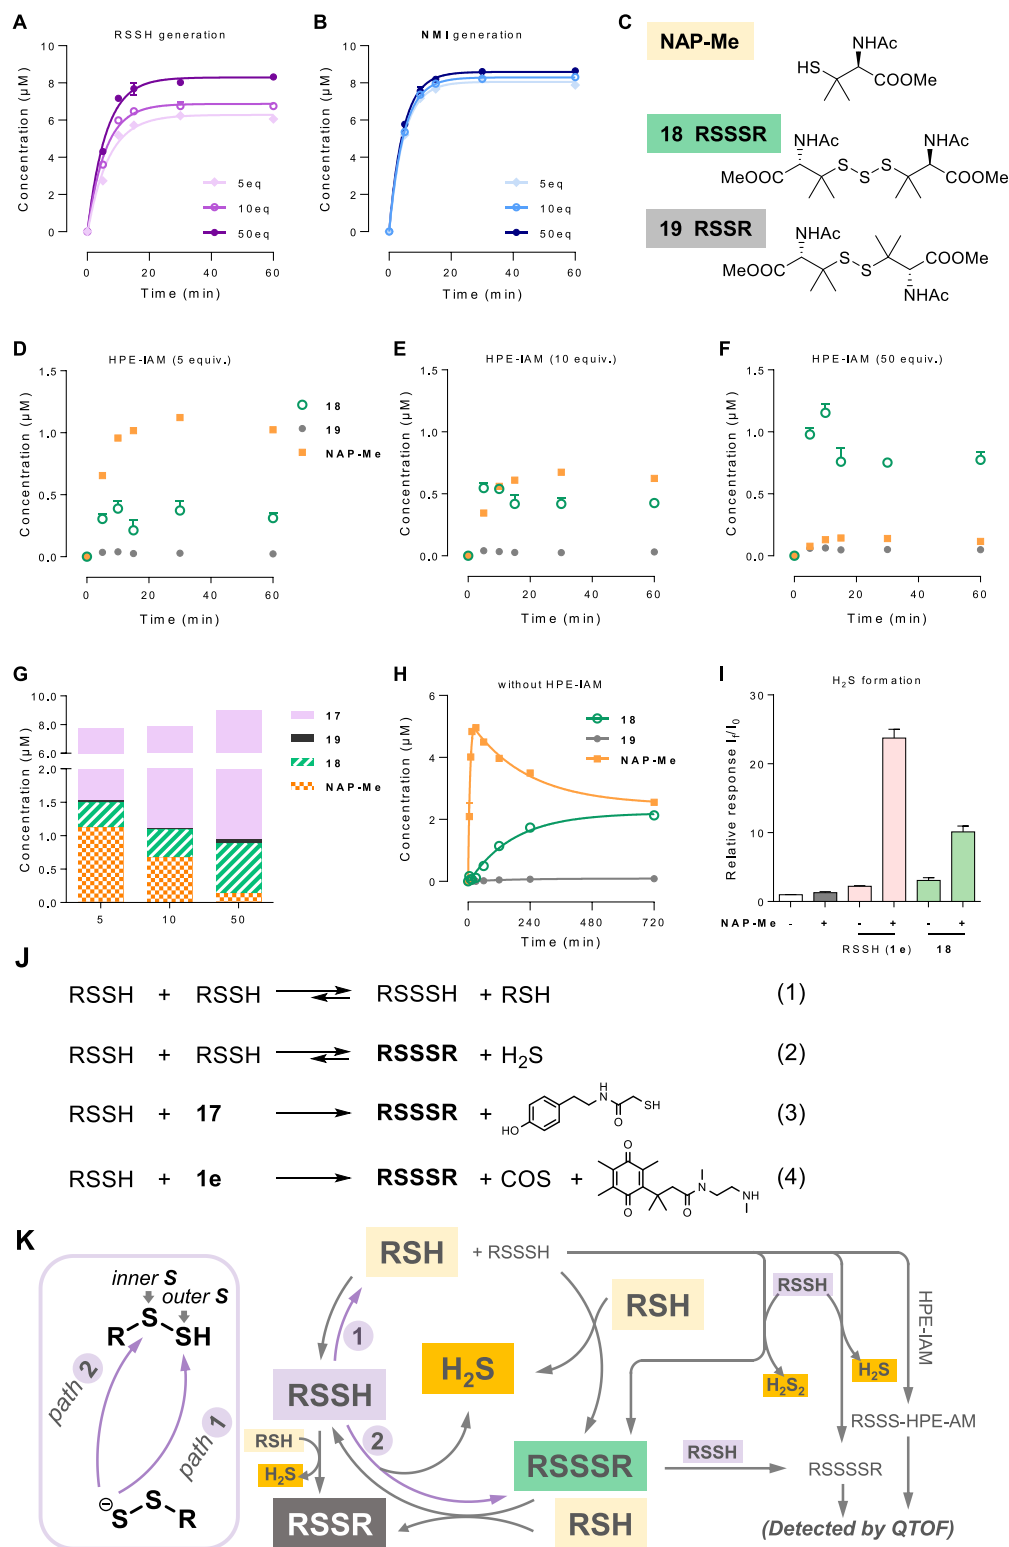 A
RSSH generation
Concentration (µM)
10
8
6
4
2
0
5eq
10eq
50eq
0
20
40
60
Time (min)
B
NMI generation
Concentration (µM)
10
8
6
4
2
0
5eq
10eq
50eq
0
20
40
60
Time (min)
C
NAP-Me
NHAc
HS
COOMe
18 RSSSR
NHAc
NHAc
MeOOC
S
S
S
COOMe
19 RSSR
NHAc
MeOOC
S
S
COOMe
NHAc
D
HPE-IAM (5 equiv.)
Concentration (µM)
1.5
1.0
0.5
0.0
18
19
NAP-Me
0
20
40
60
Time (min)
E
HPE-IAM (10 equiv.)
Concentration (µM)
1.5
1.0
0.5
0.0
0
20
40
60
Time (min)
F
HPE-IAM (50 equiv.)
Concentration (µM)
1.5
1.0
0.5
0.0
0
20
40
60
Time (min)
G
Concentration (µM)
10.0
8.0
6.0
2.0
1.5
1.0
0.5
0.0
17
19
18
NAP-Me
5
10
50
H
without HPE-IAM
Concentration (µM)
6
4
2
0
18
19
NAP-Me
0
240
480
720
Time (min)
I
H2S formation
Relative response If/I0
30
20
10
0
NAP-Me - + - + - +
RSSH (1e) 18
J
RSSH + RSSH RSSSH + RSH (1)
RSSH + RSSH RSSSR + H2S (2)
RSSH + 17 RSSSR + (3)
H
N
SH
O
HO
RSSH + 1e RSSSR + COS + (4)
O
O
N
O
NH
K
inner S
outer S
S
R
SH
path 2
path 1
⊖
S
S
R
RSH + RSSSH
RSH
RSSH
1
H2S
RSSH
HPE-IAM
H2S2
H2S
RSSS-HPE-AM
RSH
H2S
2
RSSSR
RSSH
RSSSSR
RSSR
RSH
(Detected by QTOF)